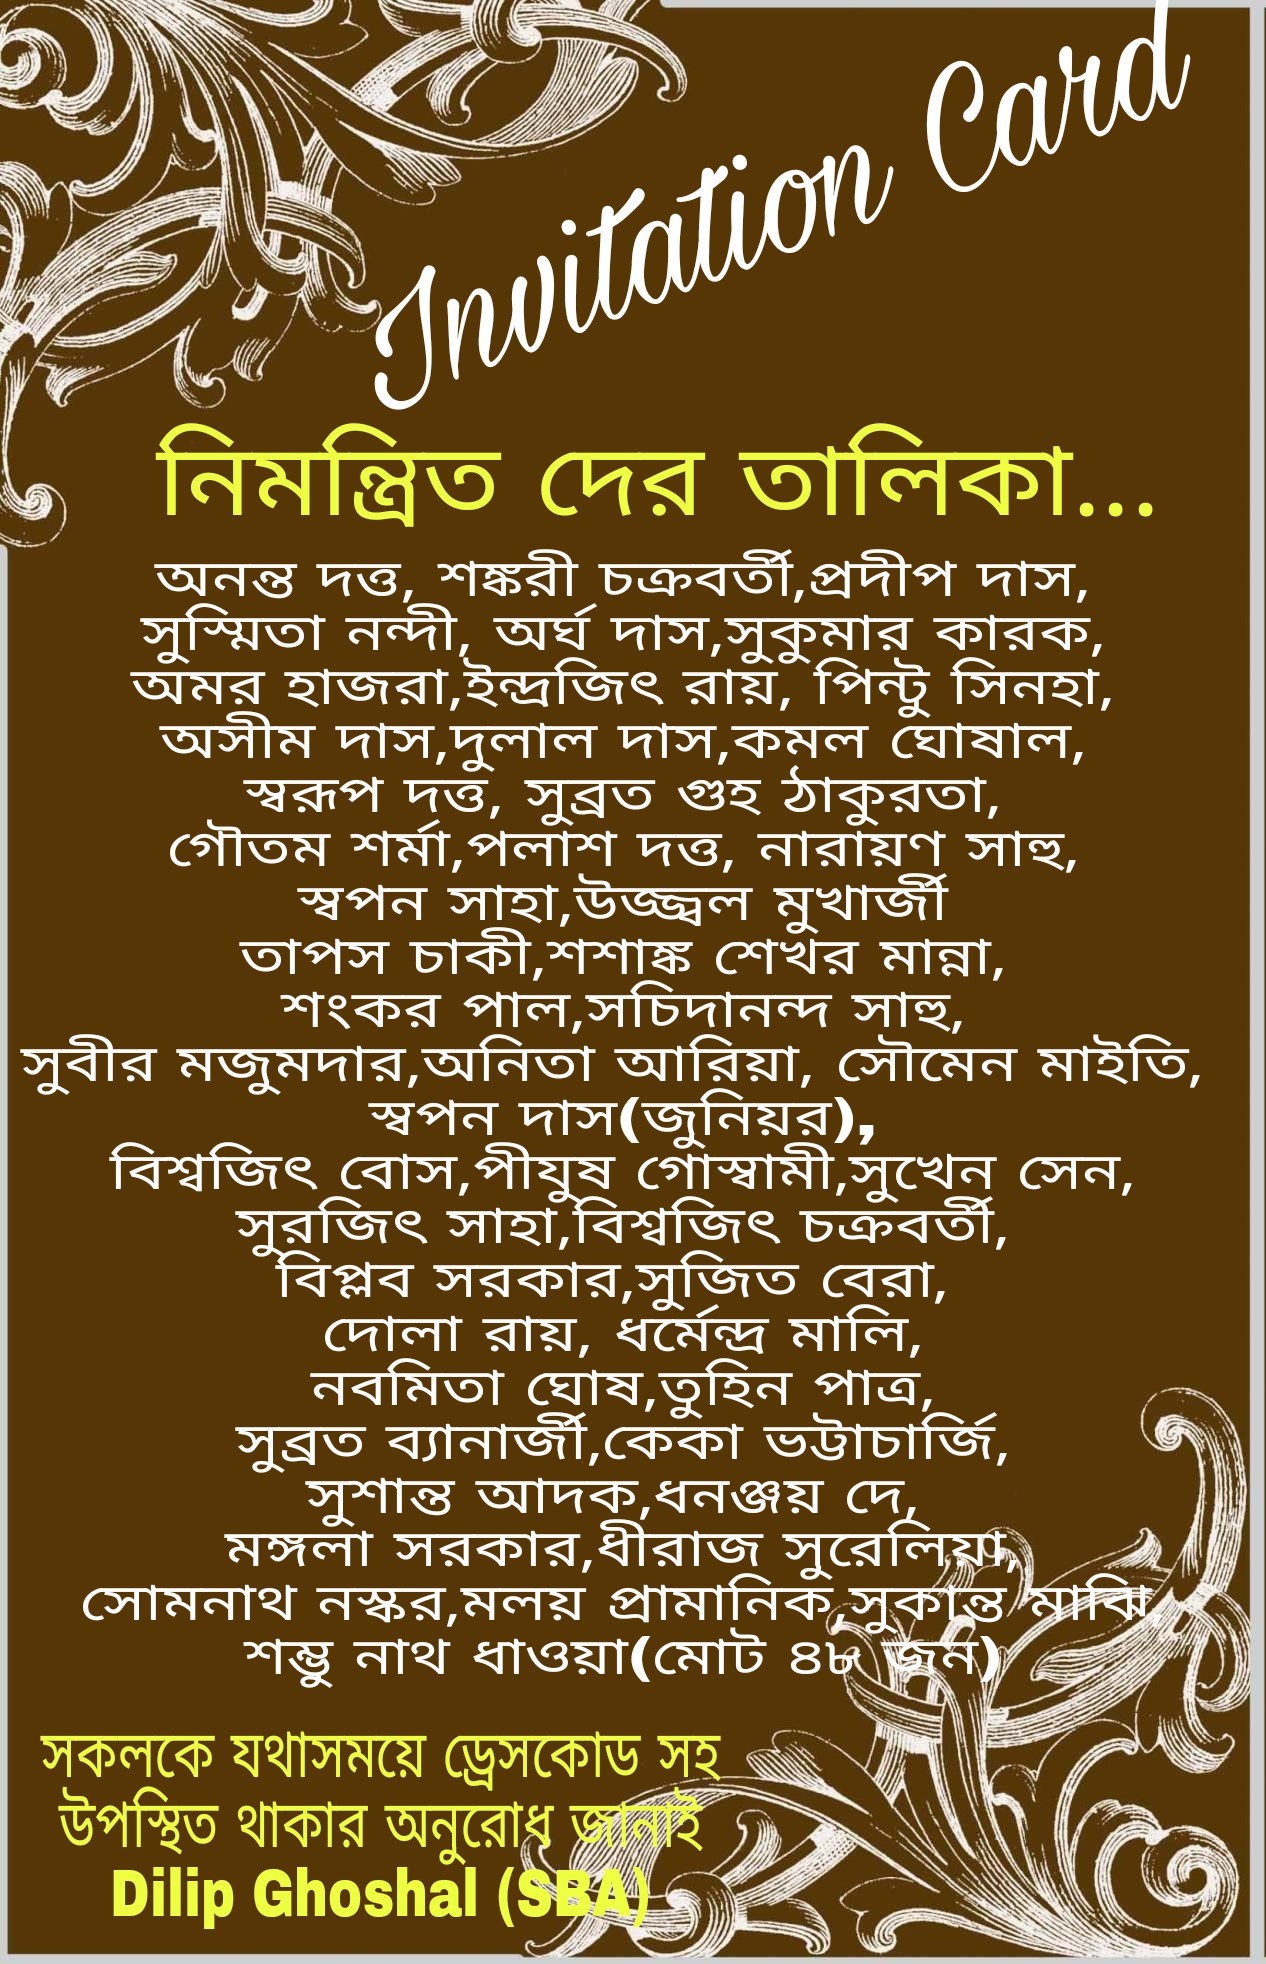 Invitation Card
নিমন্ত্রিত দের তালিকা...
অনন্ত দত্ত, শঙ্করী চক্রবর্তী,প্রদীপ দাস,
সুস্মিতা নন্দী, অর্ঘ দাস,সুকুমার কারক,
অমর হাজরা,ইন্দ্রজিৎ রায়, পিন্টু সিনহা,
অসীম দাস,দুলাল দাস,কমল ঘোষাল,
স্বরূপ দত্ত, সুব্রত গুহ ঠাকুরতা,
গৌতম শর্মা,পলাশ দত্ত, নারায়ণ সাহু,
স্বপন সাহা,উজ্জ্বল মুখার্জী
তাপস চাকী,শশাঙ্ক শেখর মান্না,
শংকর পাল,সচিদানন্দ সাহু,
সুবীর মজুমদার,অনিতা আরিয়া, সৌমেন মাইতি,
স্বপন দাস(জুনিয়র),
বিশ্বজিৎ বোস,পীযুষ গোস্বামী,সুখেন সেন,
সুরজিৎ সাহা,বিশ্বজিৎ চক্রবর্তী,
বিপ্লব সরকার,সুজিত বেরা,
দোলা রায়, ধর্মেন্দ্র মালি,
নবমিতা ঘোষ,তুহিন পাত্র,
সুব্রত ব্যানার্জী,কেকা ভট্টাচার্জি,
সুশান্ত আদক,ধনঞ্জয় দে,
মঙ্গলা সরকার,ধীরাজ সুরেলিয়া,
সোমনাথ নস্কর,মলয় প্রামানিক,সুকান্ত মাঝি,
শম্ভু নাথ ধাওয়া(মোট ৪৮ জন)
সকলকে যথাসময়ে ড্রেসকোড সহ
উপস্থিত থাকার অনুরোধ জানাই
Dilip Ghoshal (SBA)